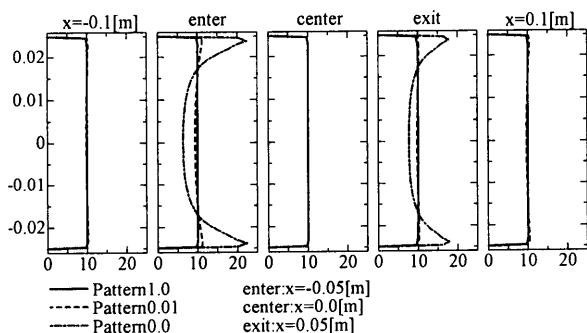 x=-0.1[m] enter center exit x=0.1[m]
0.02
0.01
0
-0.01
-0.02
0 10 20 0 10 20 0 10 20 0 10 20 0 10 20
Pattern1.0 enter:x=-0.05[m]
Pattern0.01 center:x=0.0[m]
Pattern0.0 exit:x=0.05[m]